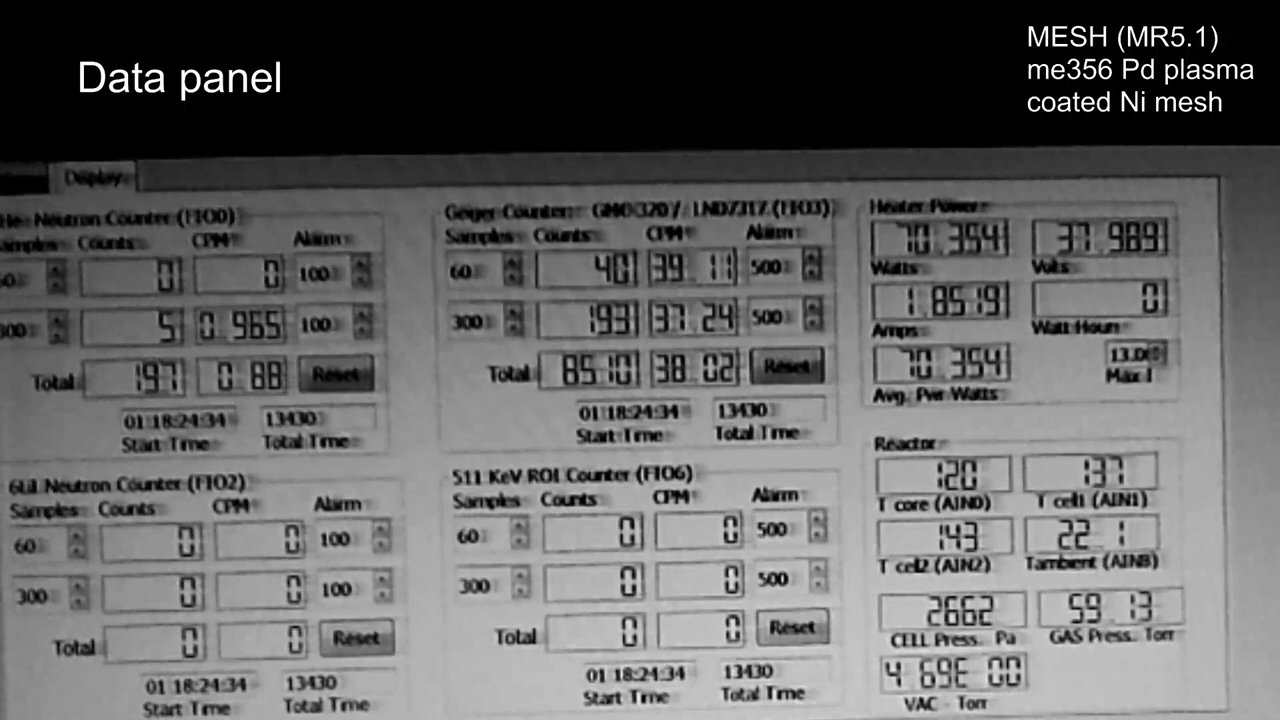 Data panel
MESH (MR5.1)
me356 Pd plasma
coated Ni mesh
Display
He Neutron Counter (FIO0)
Samples Counts CPM Alarm
60 0 0 100
300 5 0.965 100
Total 197 0.88 Reset
01:18:24:34 13430
Start Time Total Time
Geiger Counter: GMC-320 / LND7317 (FIO3)
Samples Counts CPM Alarm
60 40 39.11 500
300 193 37.24 500
Total 8510 38.02 Reset
01:18:24:34 13430
Start Time Total Time
Heater Power
70.354 37.989
Watts Volts
1.8519 0
Amps Watt Hour
70.354 13.0
Avg. Pwr Watts Max I
6LiI Neutron Counter (FIO2)
Samples Counts CPM Alarm
60 0 0 100
300 0 0 100
Total 0 0 Reset
01:18:24:34 13430
Start Time Total Time
511 KeV ROI Counter (FIO6)
Samples Counts CPM Alarm
60 0 0 500
300 0 0 500
Total 0 0 Reset
01:18:24:34 13430
Start Time Total Time
Reactor
120 137
T core (AIN0) T cell1 (AIN1)
143 22.1
T cell2 (AIN2) Tambient (AIN8)
2662 59.13
CELL Press. Pa GAS Press. Torr
4.69E 00
VAC - Torr